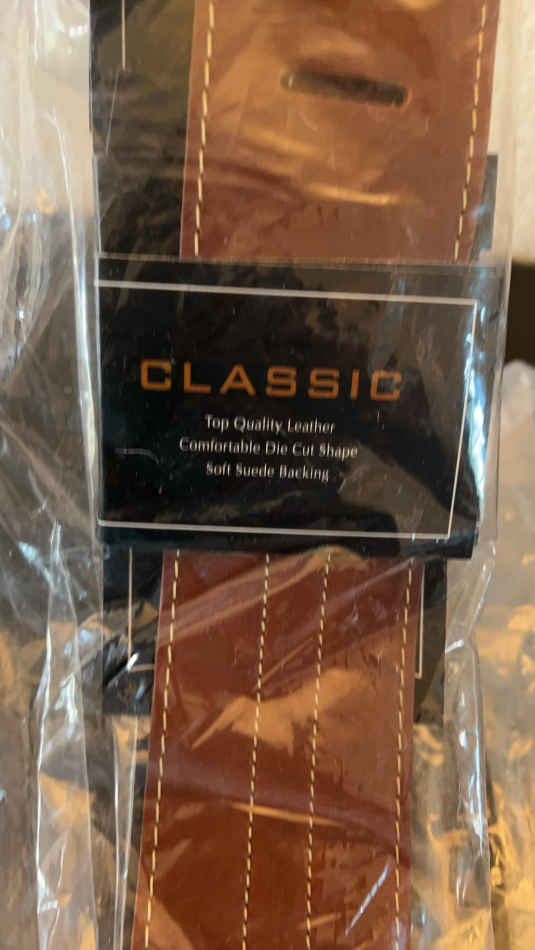 CLASSIC
Top Quality Leather
Comfortable Die Cut Shape
Soft Suede Backing